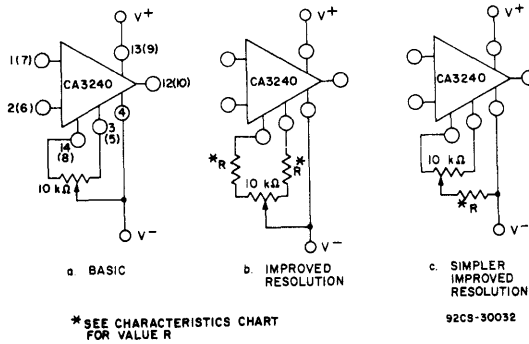 V+
13(9)
1(7)
CA3240
12(10)
2(6)
4
3
(5)
14
(8)
10 kΩ
V-
a. BASIC
V+
CA3240
*R
R*
10 kΩ
V-
b. IMPROVED
RESOLUTION
V+
CA3240
10 kΩ
*R
V-
c. SIMPLER
IMPROVED
RESOLUTION
*SEE CHARACTERISTICS CHART
FOR VALUE R
92CS-30032